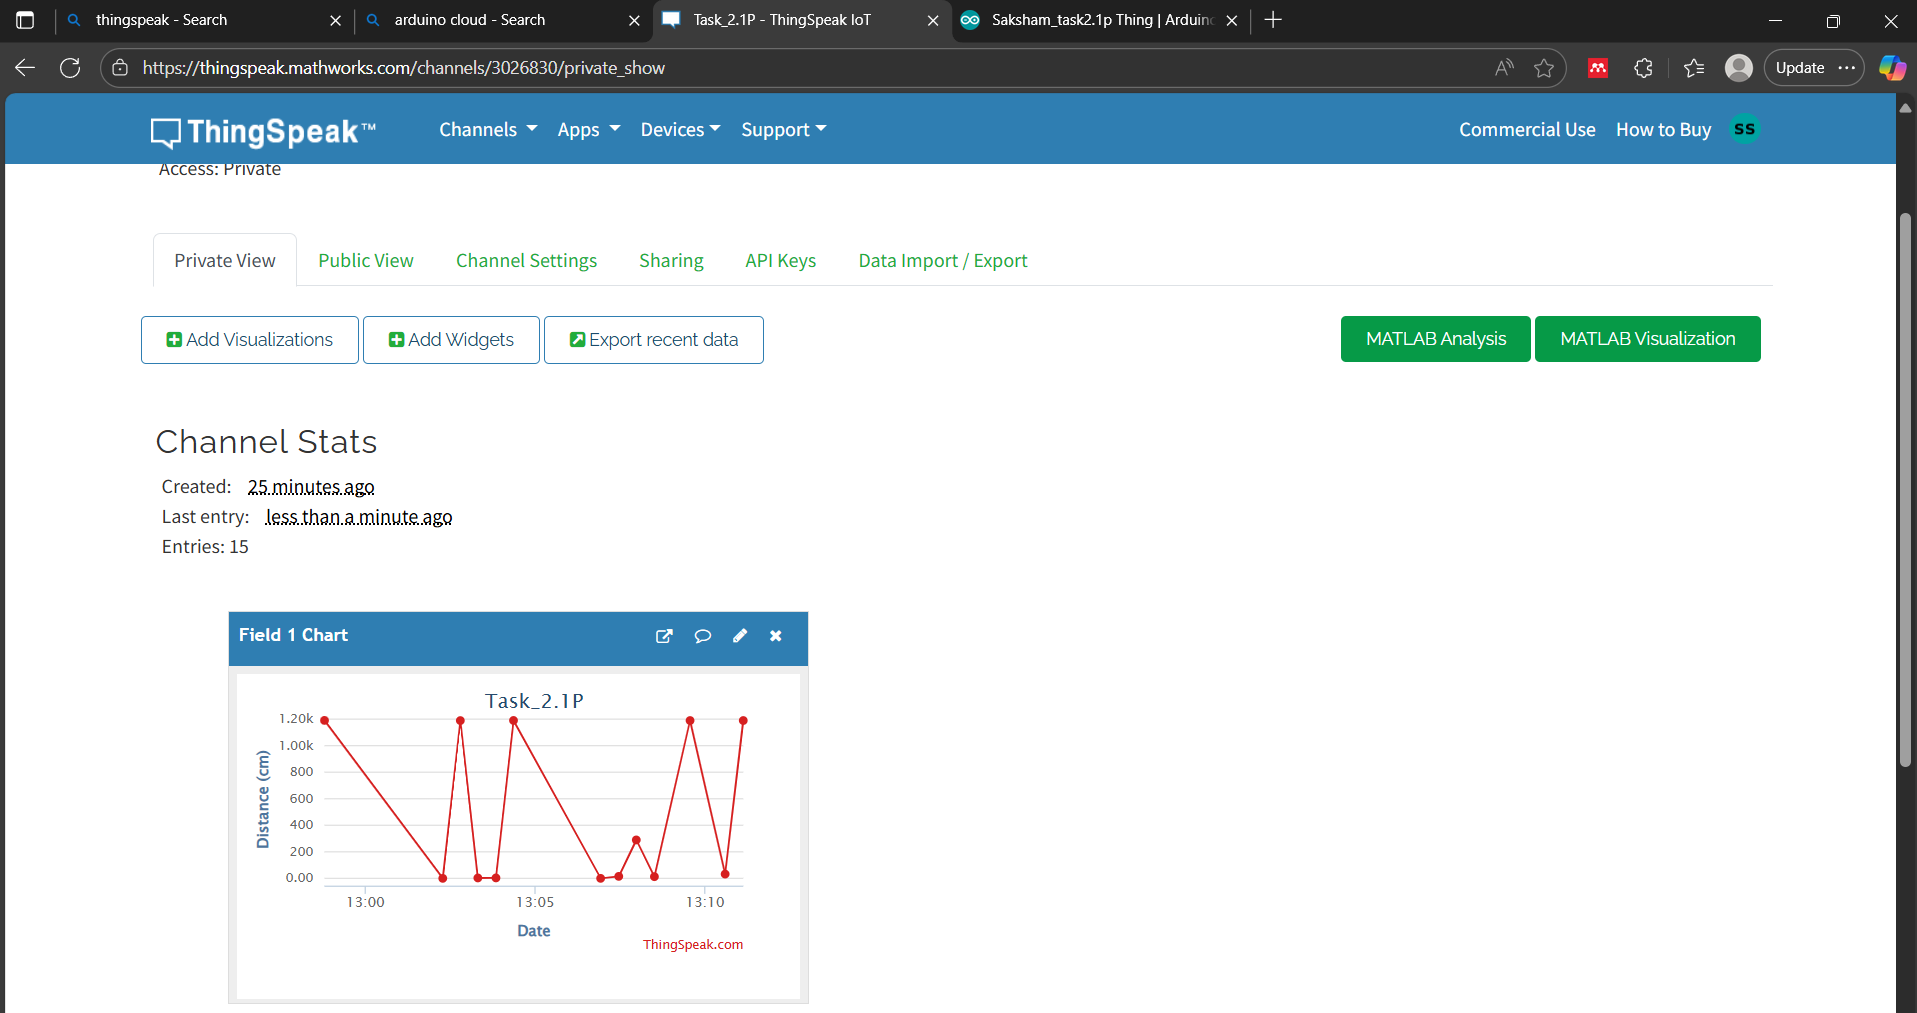 thingspeak - Search
arduino cloud - Search
Task_2.1P - ThingSpeak IoT
Saksham_task2.1p Thing | Arduino
https://thingspeak.mathworks.com/channels/3026830/private_show
Update
ThingSpeak™
Channels
Apps
Devices
Support
Commercial Use
How to Buy
SS
Access: Private
Private View
Public View
Channel Settings
Sharing
API Keys
Data Import / Export
Add Visualizations
Add Widgets
Export recent data
MATLAB Analysis
MATLAB Visualization
Channel Stats
Created: 25 minutes ago
Last entry: less than a minute ago
Entries: 15
Field 1 Chart
Task_2.1P
Distance (cm)
1.20k
1.00k
800
600
400
200
0.00
13:00
13:05
13:10
Date
ThingSpeak.com